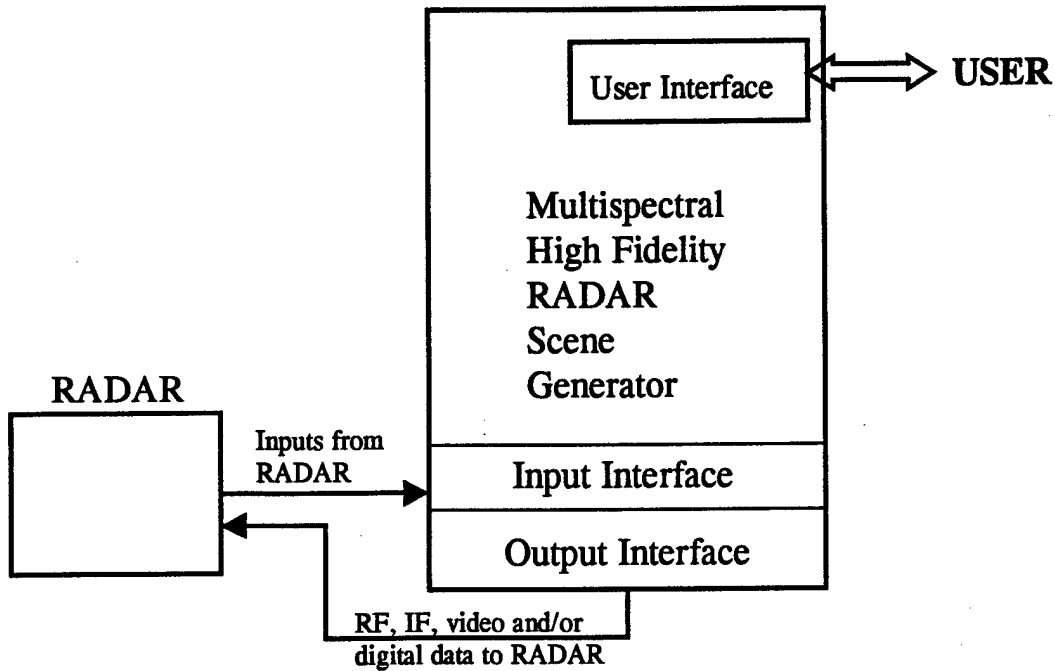 User Interface
USER
Multispectral
High Fidelity
RADAR
Scene
Generator
RADAR
Inputs from
RADAR
Input Interface
Output Interface
RF, IF, video and/or
digital data to RADAR